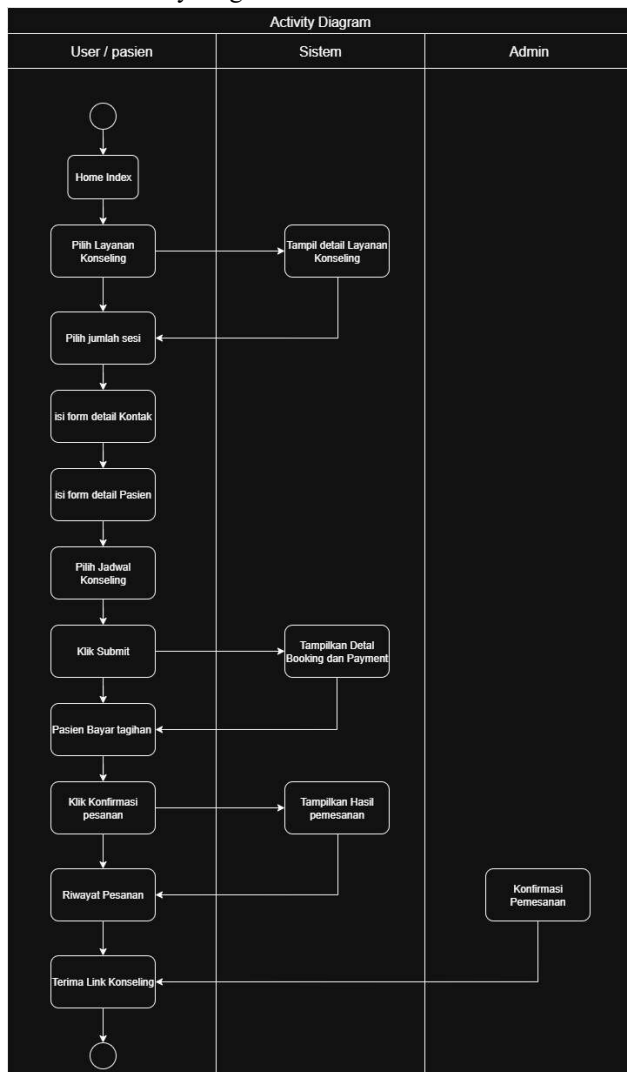 Activity Diagram
User / pasien
Sistem
Admin
Home Index
Pilih Layanan
Konseling
Tampil detail Layanan
Konseling
Pilih jumlah sesi
isi form detail Kontak
isi form detail Pasien
Pilih Jadwal
Konseling
Klik Submit
Tampilkan Detal
Booking dan Payment
Pasien Bayar tagihan
Klik Konfirmasi
pesanan
Tampilkan Hasil
pemesanan
Riwayat Pesanan
Konfirmasi
Pemesanan
Terima Link Konseling